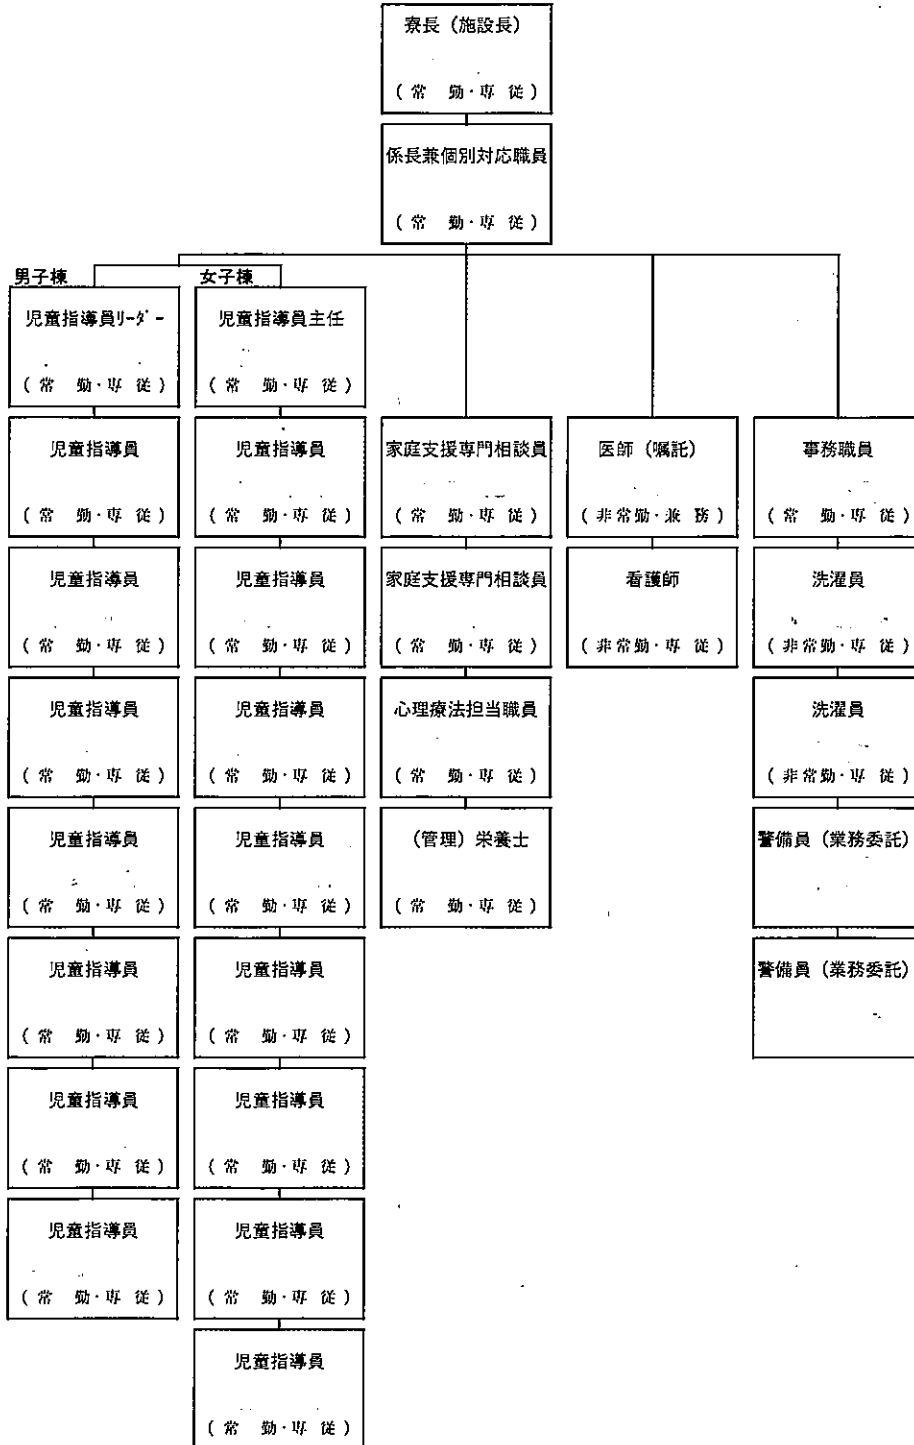 寮長（施設長）
（常　勤・専　従）
係長兼個別対応職員
（常　勤・専　従）
男子棟
児童指導員ﾘｰﾀﾞｰ
（常　勤・専　従）
児童指導員
（常　勤・専　従）
児童指導員
（常　勤・専　従）
児童指導員
（常　勤・専　従）
児童指導員
（常　勤・専　従）
児童指導員
（常　勤・専　従）
児童指導員
（常　勤・専　従）
児童指導員
（常　勤・専　従）
女子棟
児童指導員主任
（常　勤・専　従）
児童指導員
（常　勤・専　従）
児童指導員
（常　勤・専　従）
児童指導員
（常　勤・専　従）
児童指導員
（常　勤・専　従）
児童指導員
（常　勤・専　従）
児童指導員
（常　勤・専　従）
児童指導員
（常　勤・専　従）
児童指導員
（常　勤・専　従）
家庭支援専門相談員
（常　勤・専　従）
家庭支援専門相談員
（常　勤・専　従）
心理療法担当職員
（常　勤・専　従）
（管理）栄養士
（常　勤・専　従）
医師（嘱託）
（非常勤・兼　務）
看護師
（非常勤・専　従）
事務職員
（常　勤・専　従）
洗濯員
（非常勤・専　従）
洗濯員
（非常勤・専　従）
警備員（業務委託）
警備員（業務委託）